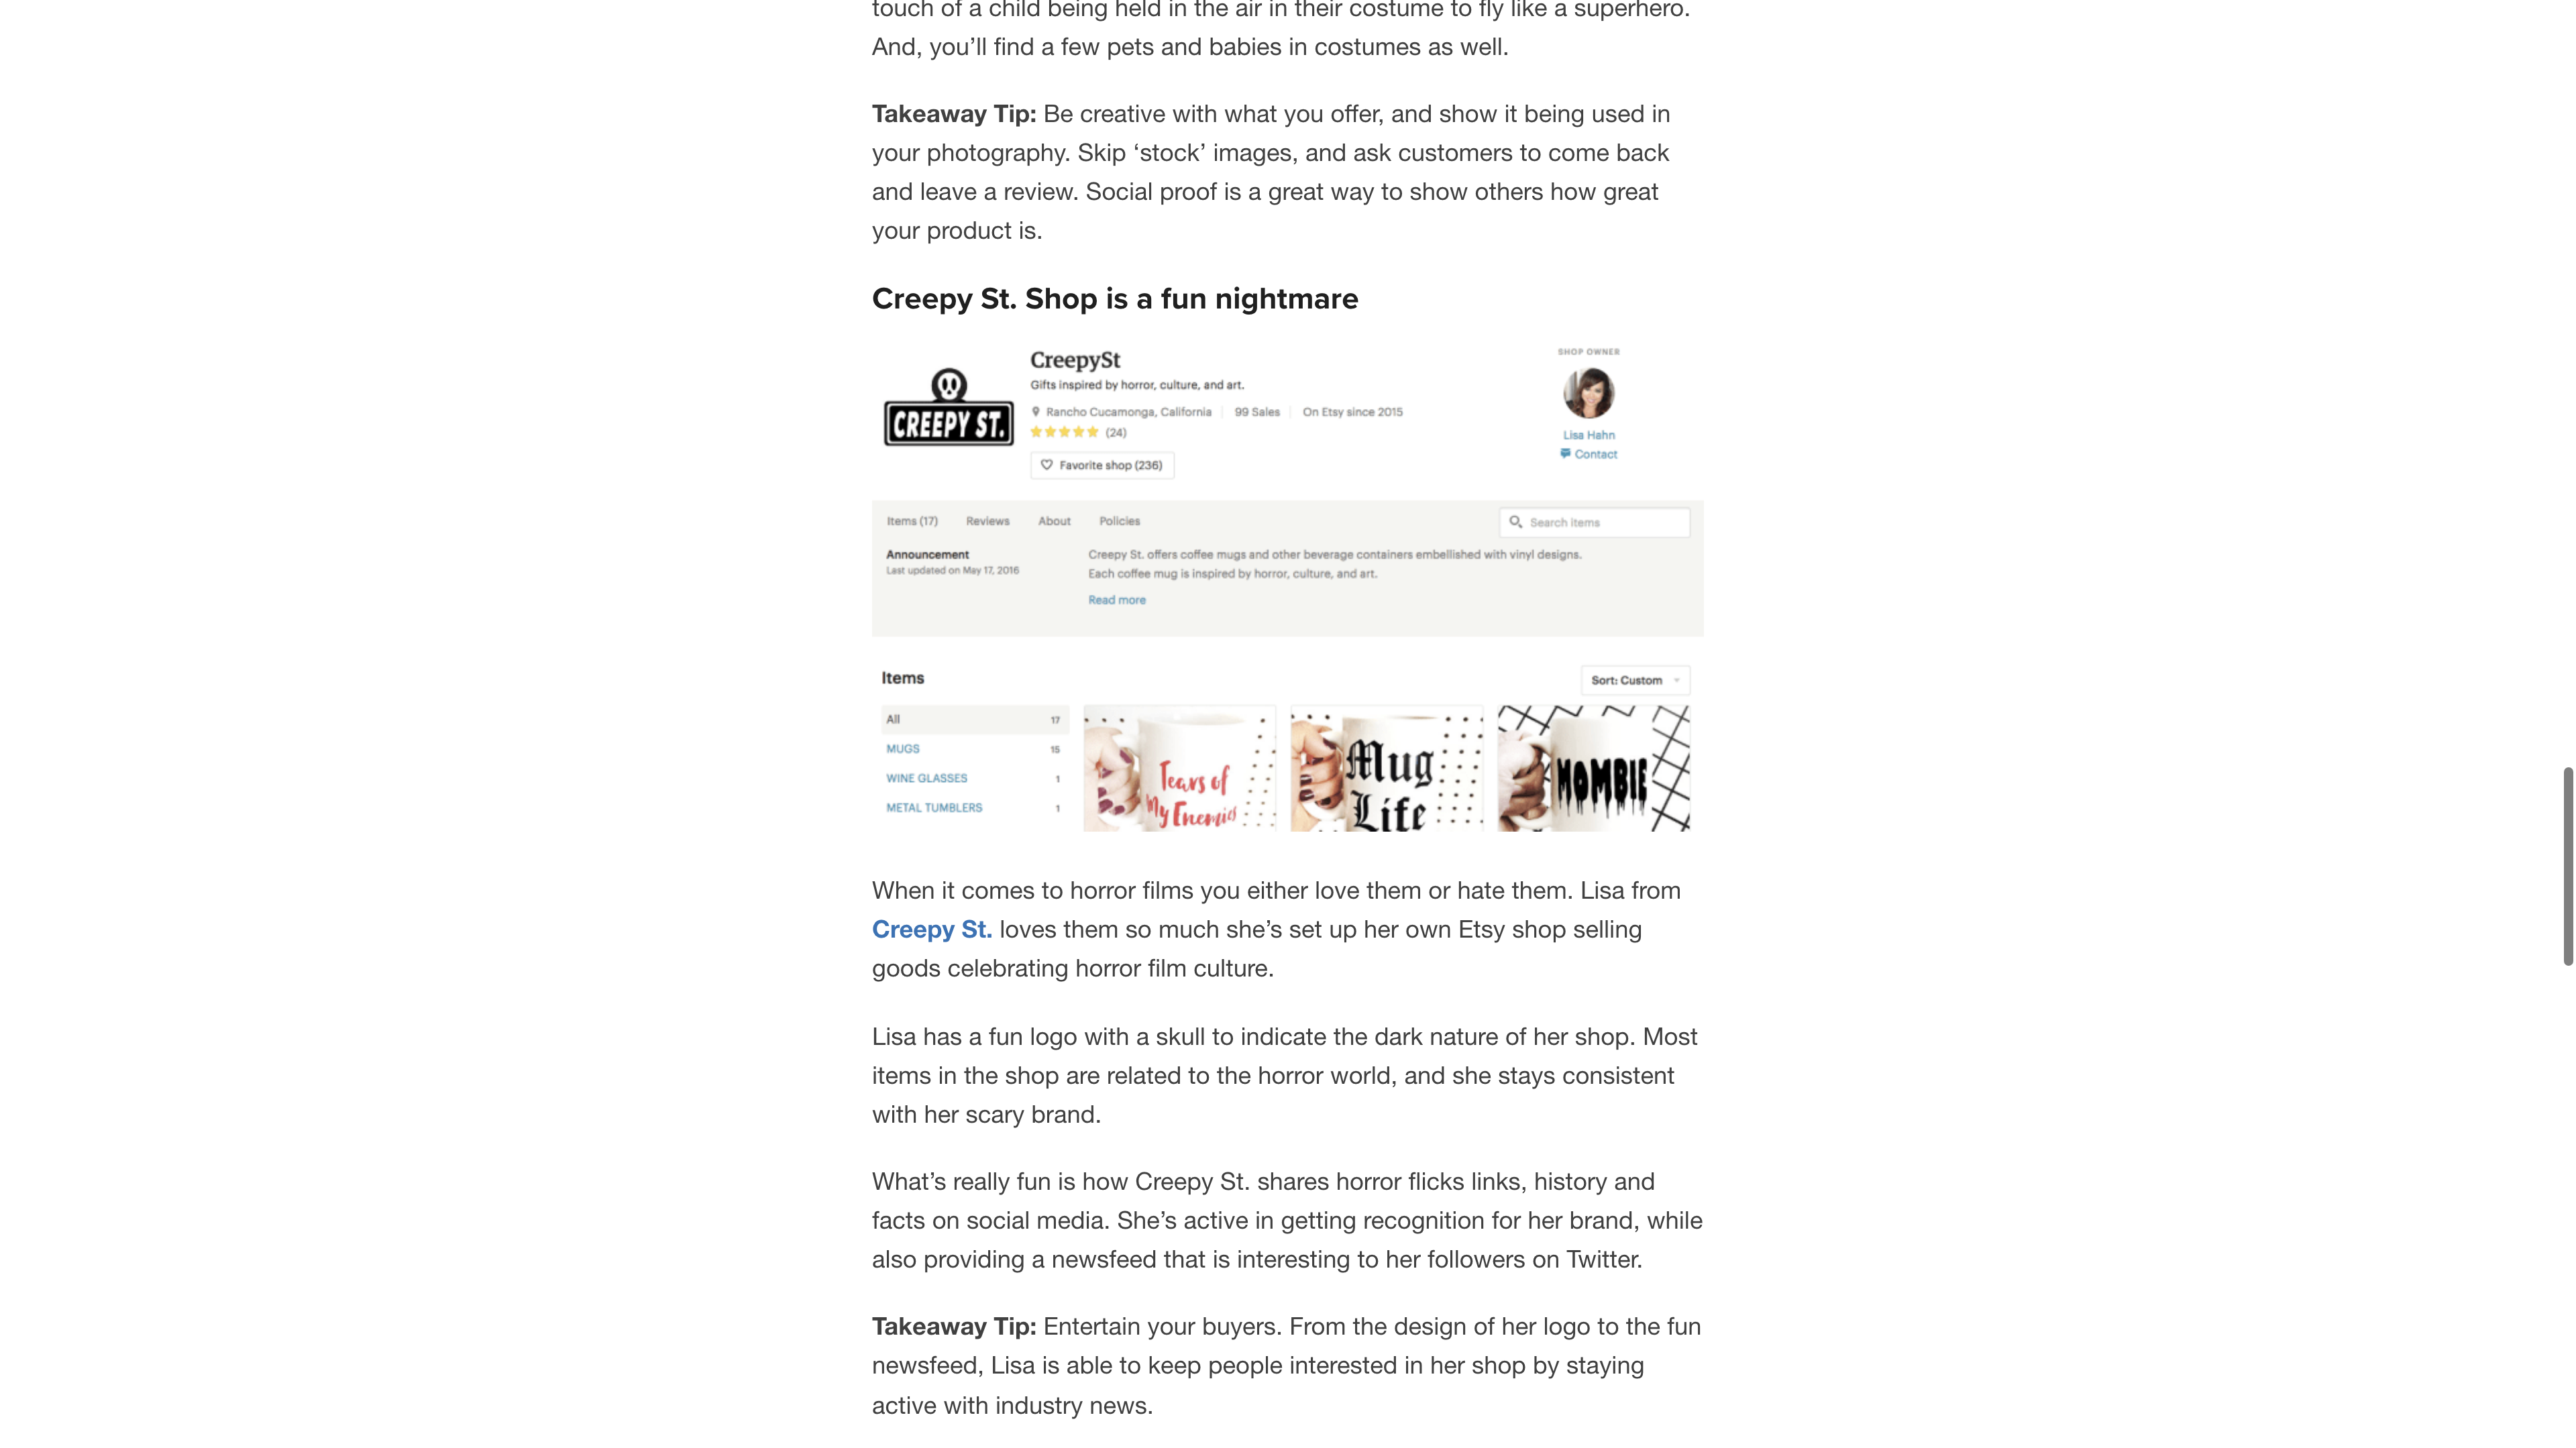 touch of a child being held in the air in their costume to fly like a superhero.
And, you’ll find a few pets and babies in costumes as well.
Takeaway Tip: Be creative with what you offer, and show it being used in
your photography. Skip ‘stock’ images, and ask customers to come back
and leave a review. Social proof is a great way to show others how great
your product is.
Creepy St. Shop is a fun nightmare
CREEPY ST.
CreepySt
Gifts inspired by horror, culture, and art.
Rancho Cucamonga, California 99 Sales On Etsy since 2015
(24)
Favorite shop (236)
SHOP OWNER
Lisa Hahn
Contact
Items (17) Reviews About Policies
Search items
Announcement
Last updated on May 17, 2016
Creepy St. offers coffee mugs and other beverage containers embellished with vinyl designs.
Each coffee mug is inspired by horror, culture, and art.
Read more
Items
Sort: Custom
All 17
MUGS 15
WINE GLASSES 1
METAL TUMBLERS 1
Tears of
My Enemies
Mug
Life
MOMBIE
When it comes to horror films you either love them or hate them. Lisa from
Creepy St. loves them so much she’s set up her own Etsy shop selling
goods celebrating horror film culture.
Lisa has a fun logo with a skull to indicate the dark nature of her shop. Most
items in the shop are related to the horror world, and she stays consistent
with her scary brand.
What’s really fun is how Creepy St. shares horror flicks links, history and
facts on social media. She’s active in getting recognition for her brand, while
also providing a newsfeed that is interesting to her followers on Twitter.
Takeaway Tip: Entertain your buyers. From the design of her logo to the fun
newsfeed, Lisa is able to keep people interested in her shop by staying
active with industry news.